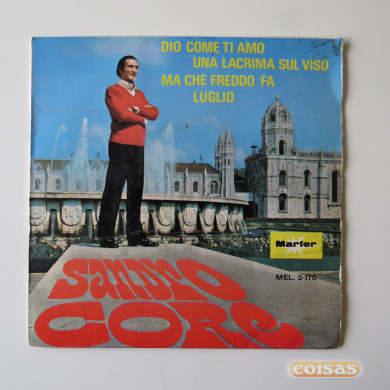 DIO COME TI AMO
UNA LACRIMA SUL VISO
MA CHE FREDDO FA
LUGLIO
Marfer
MEL. 2-170
SANDRO
CORE
coisas